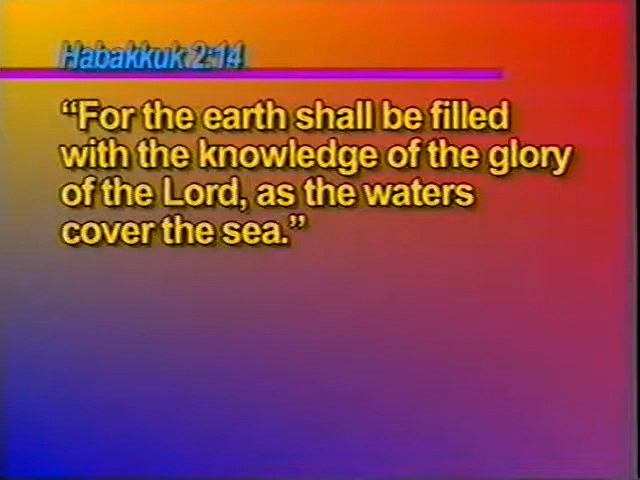 Habakkuk 2:14
“For the earth shall be filled
with the knowledge of the glory
of the Lord, as the waters
cover the sea.”